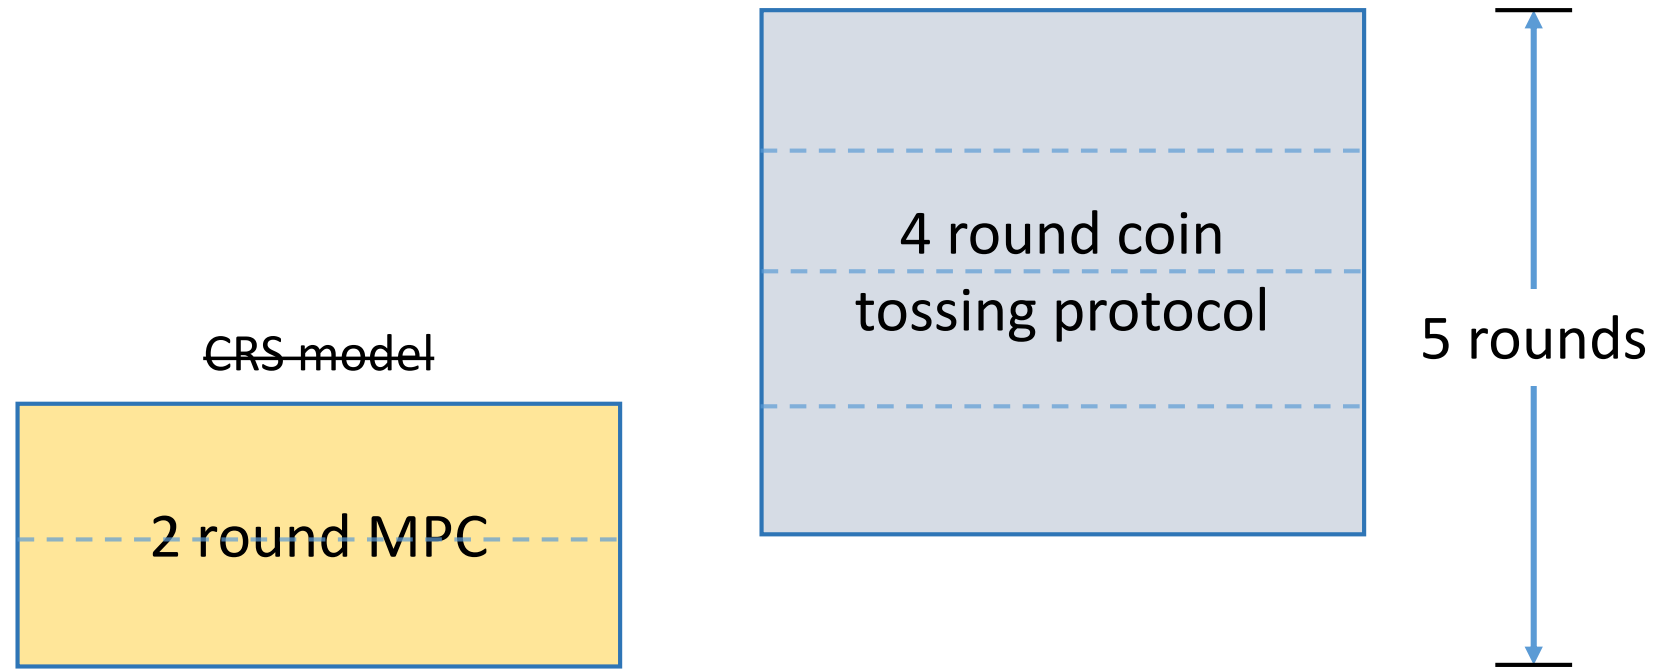 CRS model
2 round MPC
4 round coin
tossing protocol
5 rounds